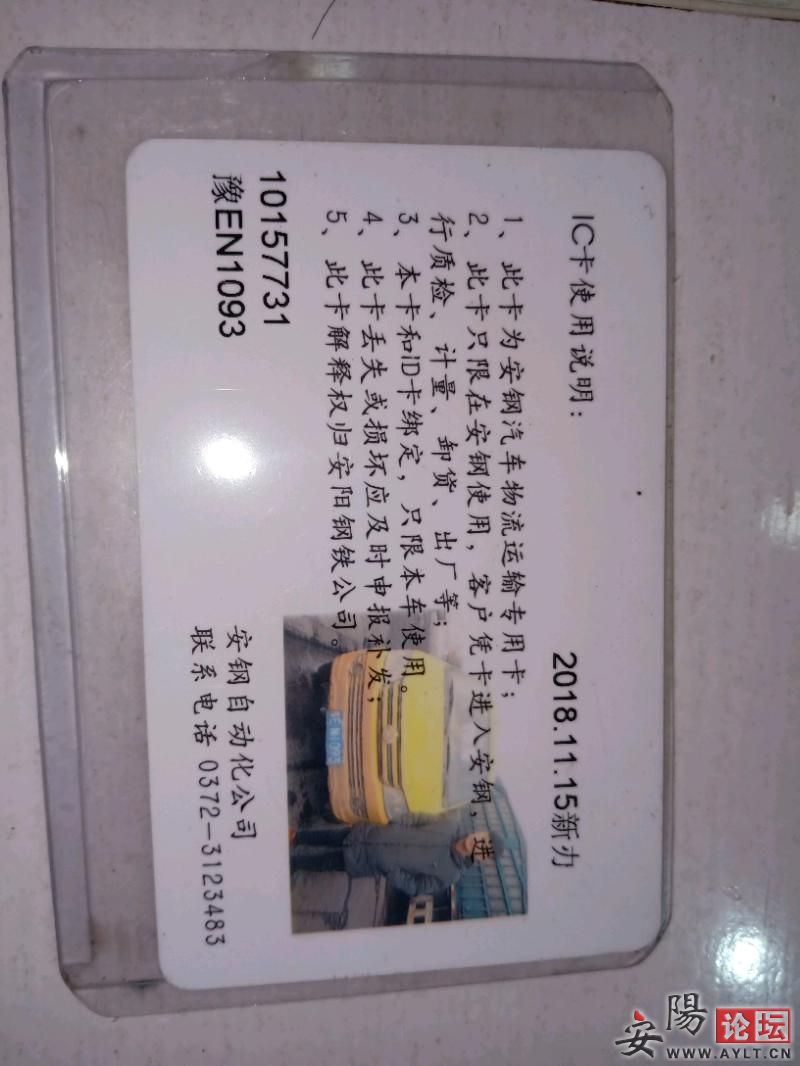 IC卡使用说明：
2018.11.15新办
1、此卡为安钢汽车物流运输专用卡；
2、此卡只限在安钢使用，客户凭卡进入安钢，进
行质检、计量、卸货、出厂等；
3、本卡和ID卡绑定，只限本车使用。
4、此卡丢失或损坏应及时申报补发；
5、此卡解释权归安阳钢铁公司。
10157731
豫EN1093
安钢自动化公司
联系电话 0372-3123483
安陽论坛
WWW.AYLT.CN